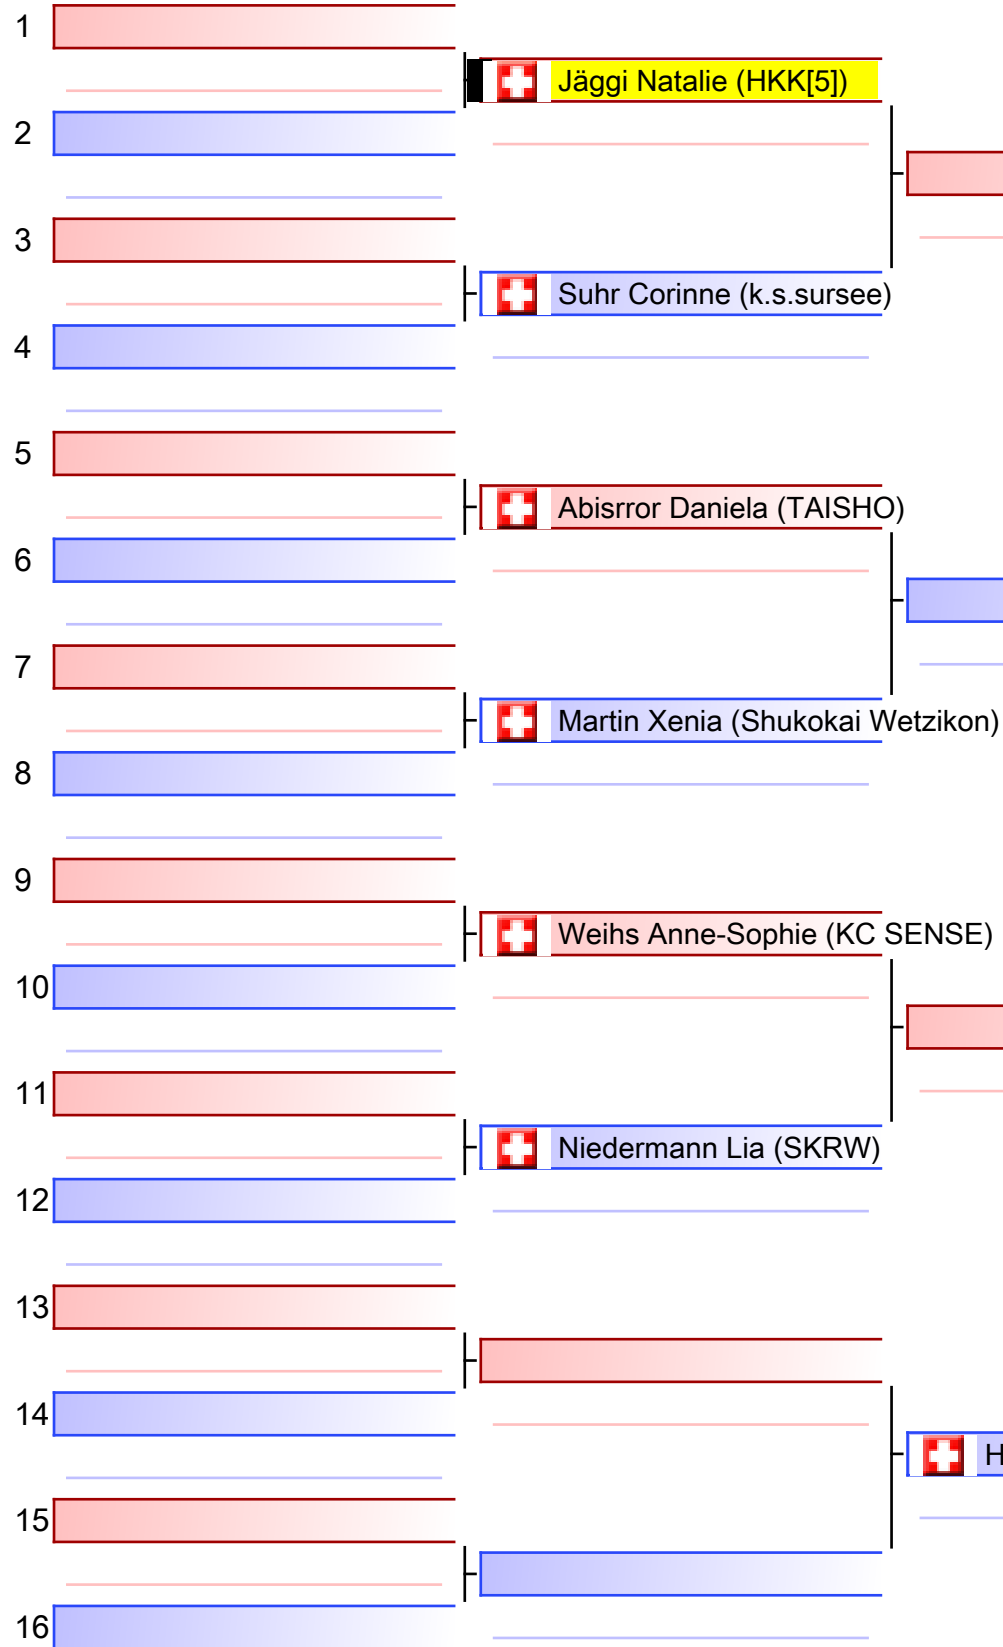 1
Jäggi Natalie (HKK[5])
2
3
Suhr Corinne (k.s.sursee)
4
5
Abisrror Daniela (TAISHO)
6
7
Martin Xenia (Shukokai Wetzikon)
8
9
Weihs Anne-Sophie (KC SENSE)
10
11
Niedermann Lia (SKRW)
12
13
14
H
15
16